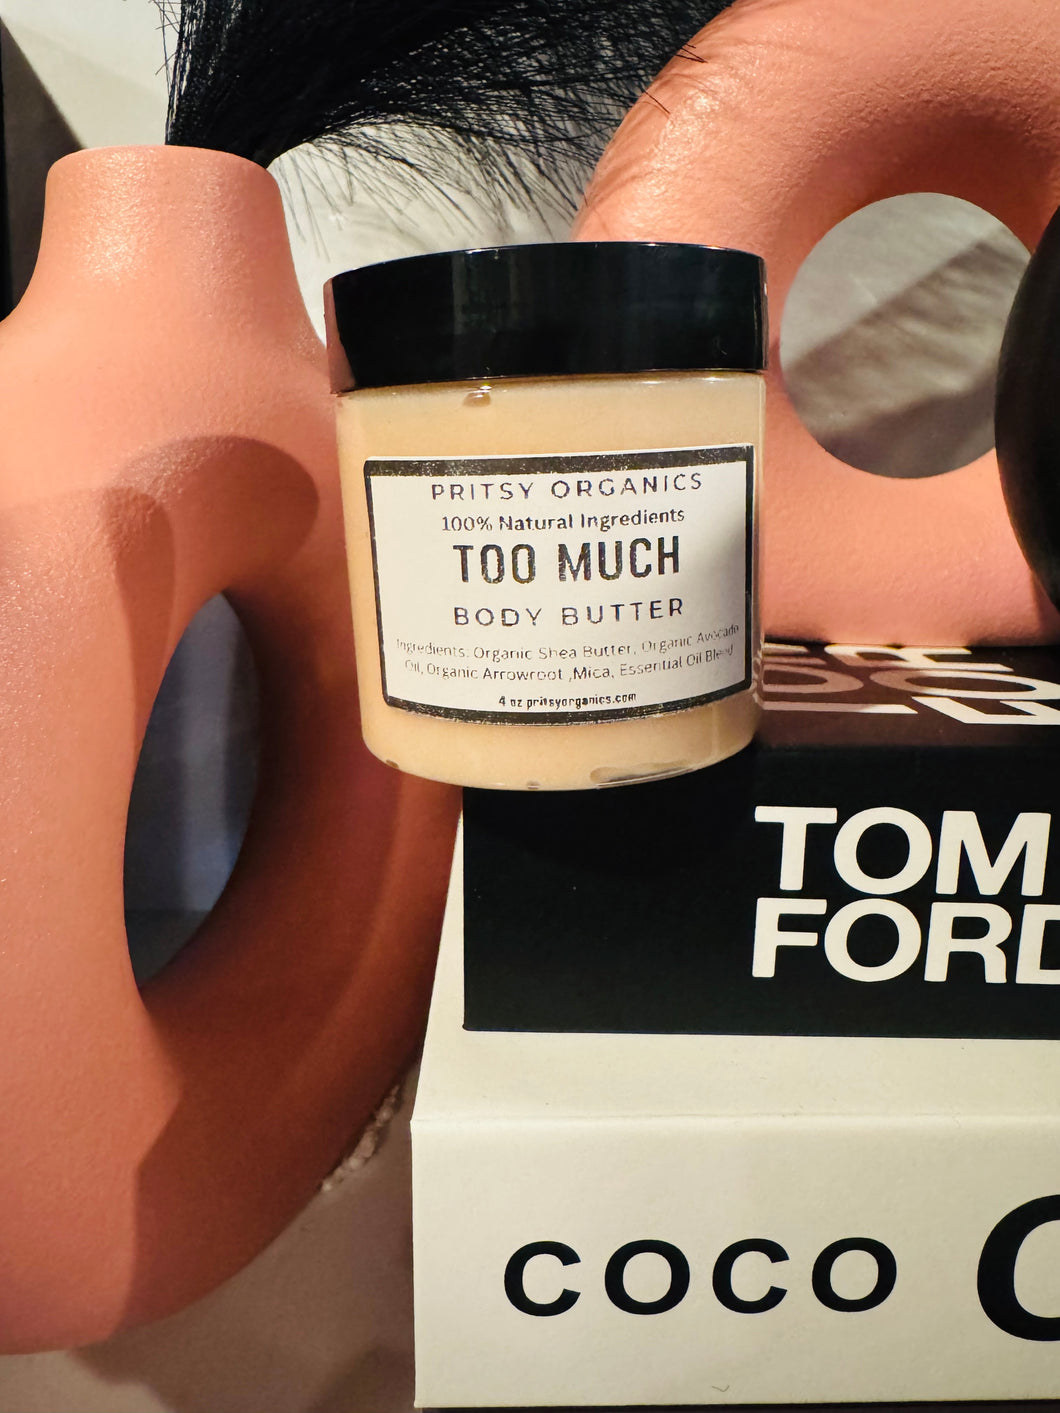 PRITSY ORGANICS
100% Natural Ingredients
TOO MUCH
BODY BUTTER
Ingredients: Organic Shea Butter, Organic Avocado
Oil, Organic Arrowroot ,Mica, Essential Oil Blend
4 oz pritsyorganics.com
TOM
FORD
COCO